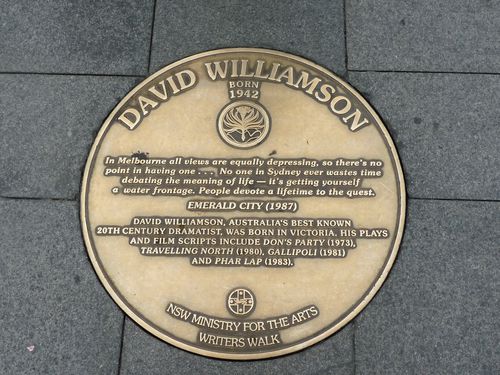 DAVID WILLIAMSON
BORN
1942
In Melbourne all views are equally depressing, so there's no
point in having one . . . No one in Sydney ever wastes time
debating the meaning of life — it's getting yourself
a water frontage. People devote a lifetime to the quest.
EMERALD CITY (1987)
DAVID WILLIAMSON, AUSTRALIA'S BEST KNOWN
20TH CENTURY DRAMATIST, WAS BORN IN VICTORIA. HIS PLAYS
AND FILM SCRIPTS INCLUDE DON'S PARTY (1973),
TRAVELLING NORTH (1980), GALLIPOLI (1981)
AND PHAR LAP (1983).
NSW MINISTRY FOR THE ARTS
WRITERS WALK